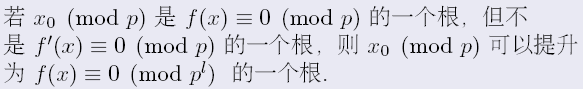 若 x₀ (mod p) 是 f(x) ≡ 0 (mod p) 的一个根，但不
是 f′(x) ≡ 0 (mod p) 的一个根，则 x₀ (mod p) 可以提升
为 f(x) ≡ 0 (mod pˡ) 的一个根.